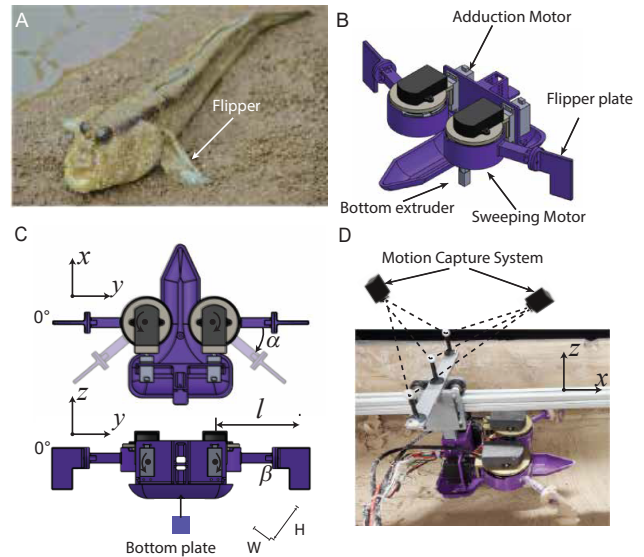 A
Flipper
B
Adduction Motor
Flipper plate
Bottom extruder
Sweeping Motor
C
x
y
0°
α
z
y
l
0°
β
Bottom plate
W
H
D
Motion Capture System
z
x